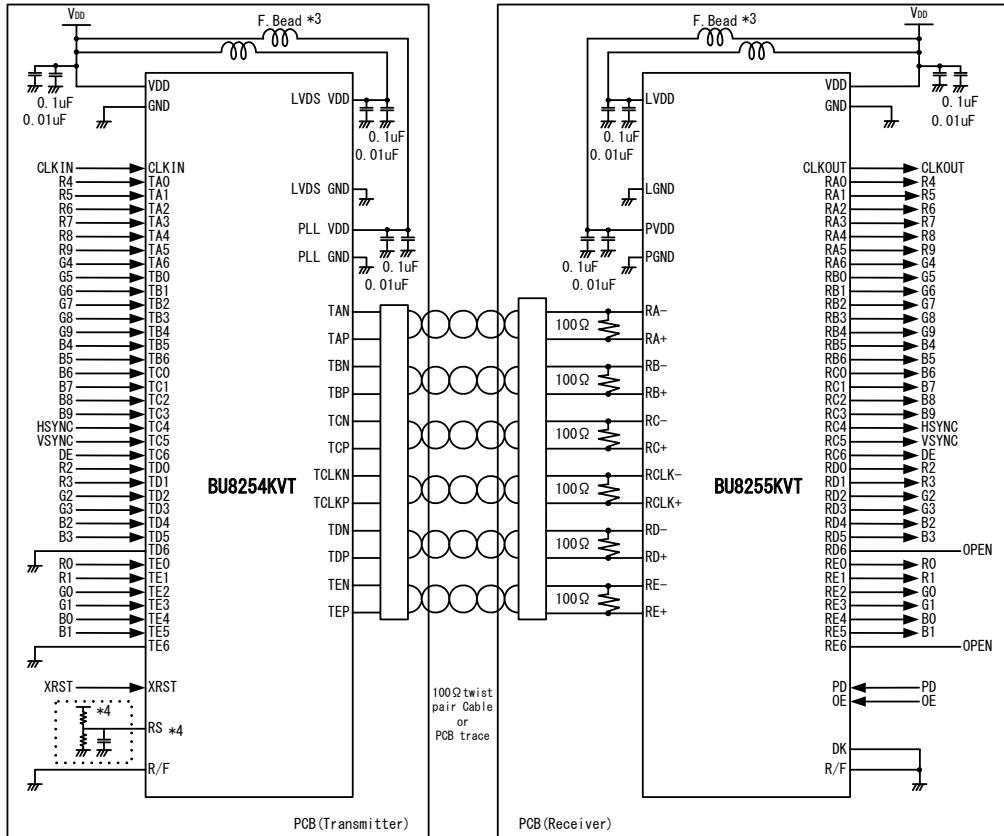 VDD
F. Bead *3
0.1uF
0.01uF
VDD
GND
LVDS VDD
0.1uF
0.01uF
LVDS GND
PLL VDD
PLL GND
0.1uF
0.01uF
CLKIN CLKIN
R4 TA0
R5 TA1
R6 TA2
R7 TA3
R8 TA4
R9 TA5
G4 TA6
G5 TB0
G6 TB1
G7 TB2
G8 TB3
G9 TB4
B4 TB5
B5 TB6
B6 TC0
B7 TC1
B8 TC2
B9 TC3
HSYNC TC4
VSYNC TC5
DE TC6
R2 TD0
R3 TD1
G2 TD2
G3 TD3
B2 TD4
B3 TD5
TD6
R0 TE0
R1 TE1
G0 TE2
G1 TE3
B0 TE4
B1 TE5
TE6
XRST XRST
*4
RS *4
R/F
BU8254KVT
TAN
TAP
TBN
TBP
TCN
TCP
TCLKN
TCLKP
TDN
TDP
TEN
TEP
PCB(Transmitter)
100Ω twist
pair Cable
or
PCB trace
VDD
F. Bead *3
0.1uF
0.01uF
VDD
GND
LVDD
0.1uF
0.01uF
LGND
PVDD
PGND
0.1uF
0.01uF
100Ω
RA-
RA+
100Ω
RB-
RB+
100Ω
RC-
RC+
100Ω
RCLK-
RCLK+
100Ω
RD-
RD+
100Ω
RE-
RE+
BU8255KVT
CLKOUT CLKOUT
RA0 R4
RA1 R5
RA2 R6
RA3 R7
RA4 R8
RA5 R9
RA6 G4
RB0 G5
RB1 G6
RB2 G7
RB3 G8
RB4 G9
RB5 B4
RB6 B5
RC0 B6
RC1 B7
RC2 B8
RC3 B9
RC4 HSYNC
RC5 VSYNC
RC6 DE
RD0 R2
RD1 R3
RD2 G2
RD3 G3
RD4 B2
RD5 B3
RD6 OPEN
RE0 R0
RE1 R1
RE2 G0
RE3 G1
RE4 B0
RE5 B1
RE6 OPEN
PD PD
OE OE
DK
R/F
PCB(Receiver)